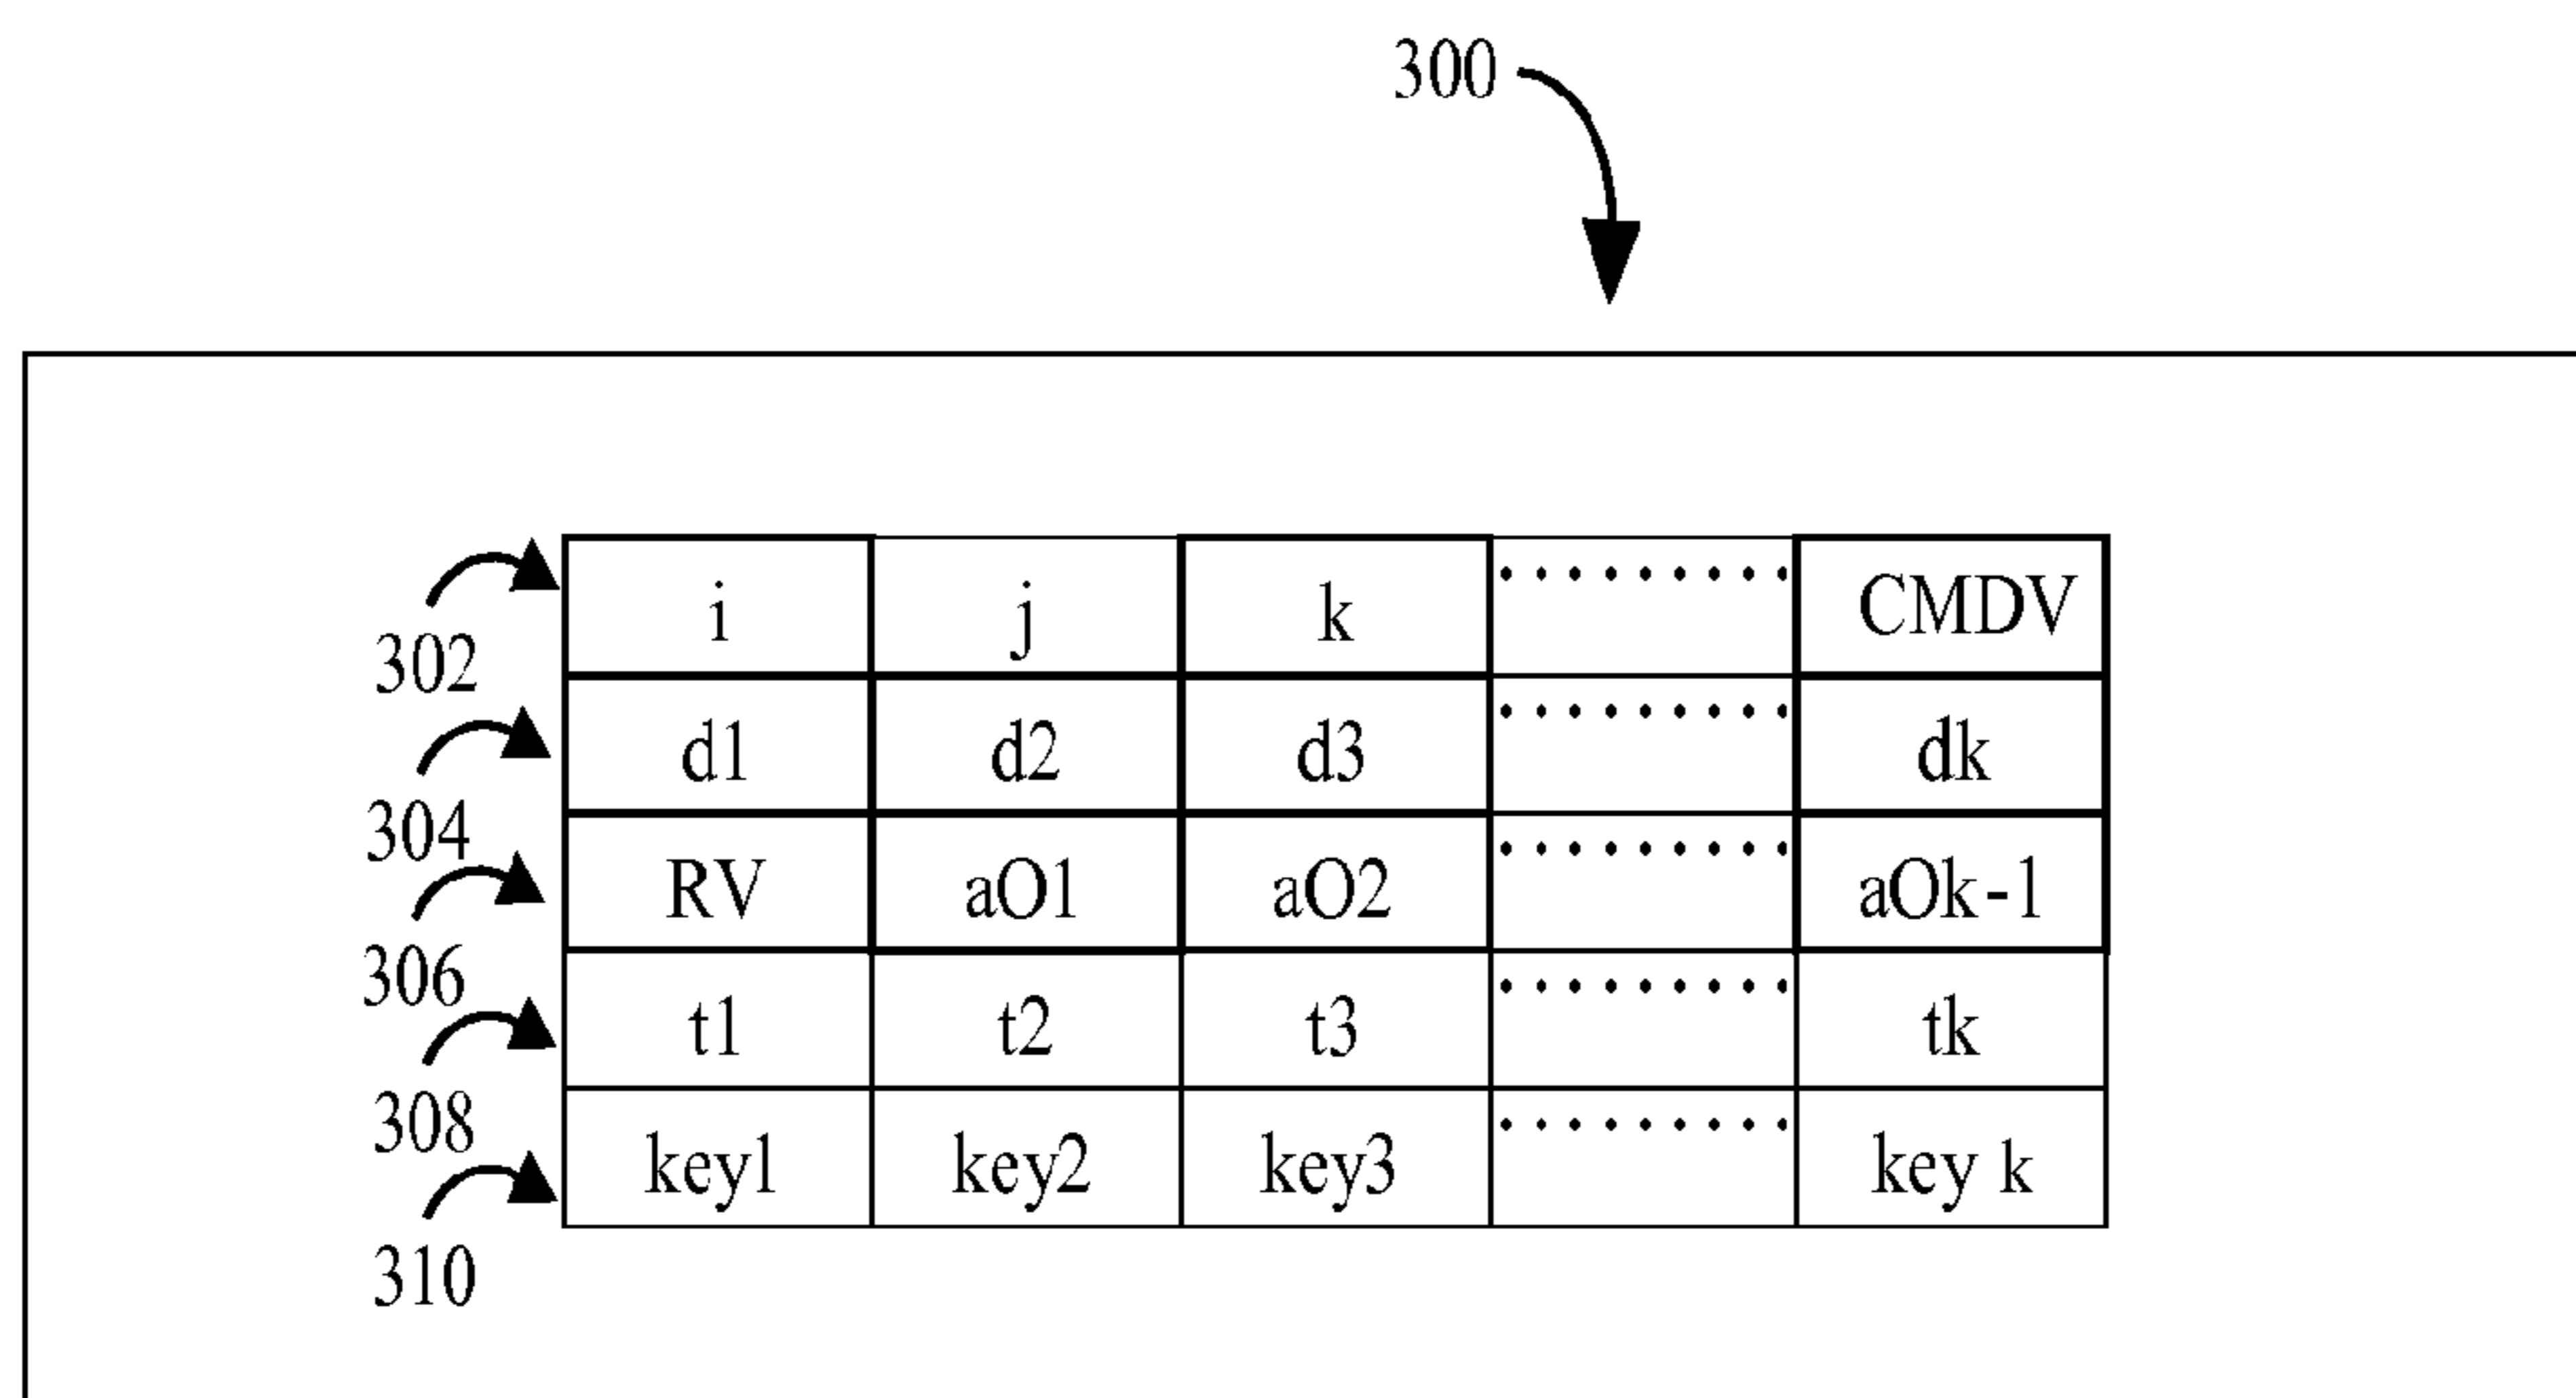 300
i j k ......... CMDV
302
d1 d2 d3 ......... dk
304
RV aO1 aO2 ......... aOk-1
306
t1 t2 t3 ......... tk
308
key1 key2 key3 ......... key k
310